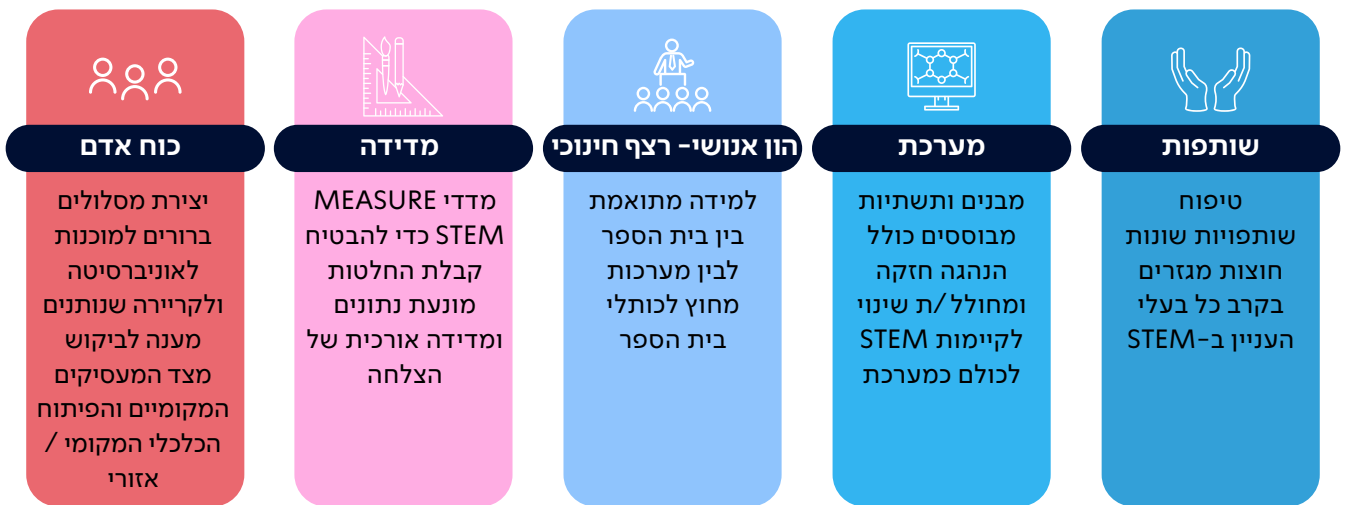 שותפות
טיפוח
שותפויות שונות
חוצות מגזרים
בקרב כל בעלי
העניין ב-STEM
מערכת
מבנים ותשתיות
מבוססים כולל
הנהגה חזקה
ומחולל /ת שינוי
לקיימות STEM
לכולם כמערכת
הון אנושי- רצף חינוכי
למידה מתואמת
בין בית הספר
לבין מערכות
מחוץ לכותלי
בית הספר
מדידה
מדדי MEASURE
STEM כדי להבטיח
קבלת החלטות
מונעת נתונים
ומדידה אורכית של
הצלחה
כוח אדם
יצירת מסלולים
ברורים למוכנות
לאוניברסיטה
ולקריירה שנותנים
מענה לביקוש
מצד המעסיקים
המקומיים והפיתוח
הכלכלי המקומי /
אזורי